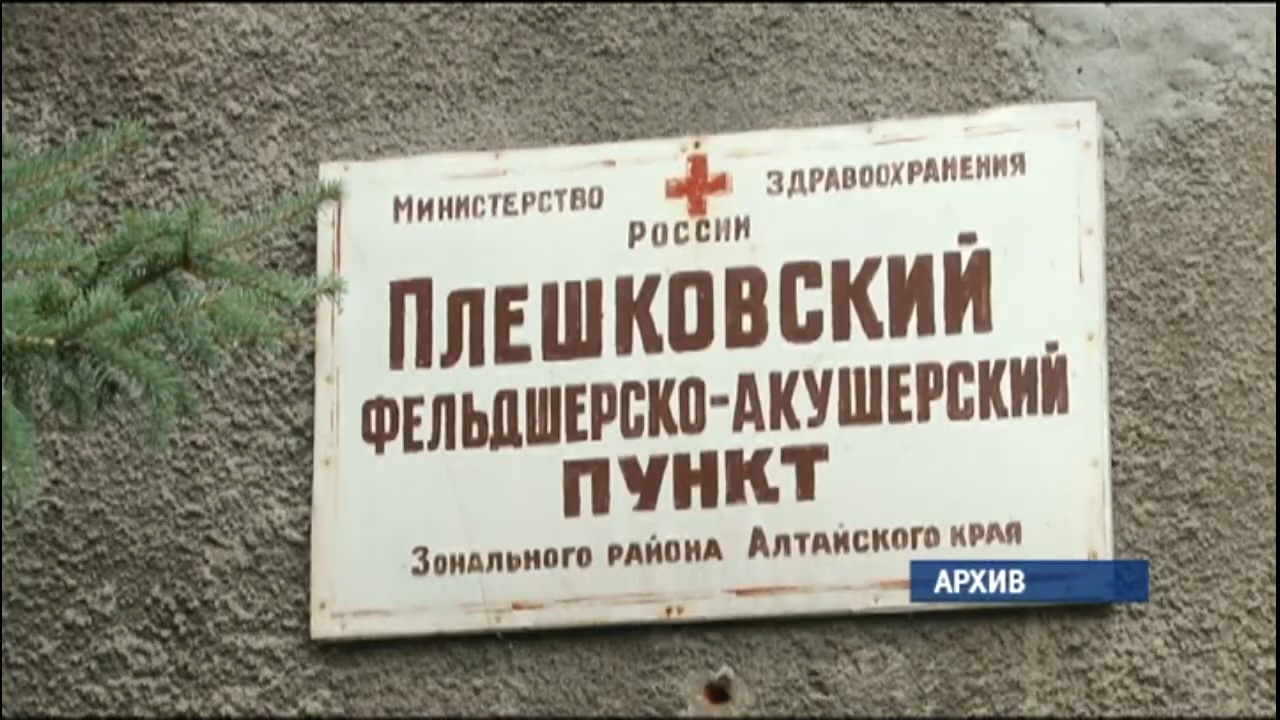 Министерство здравоохранения
России
Плешковский
фельдшерско-акушерский
пункт
Зонального района Алтайского края
АРХИВ